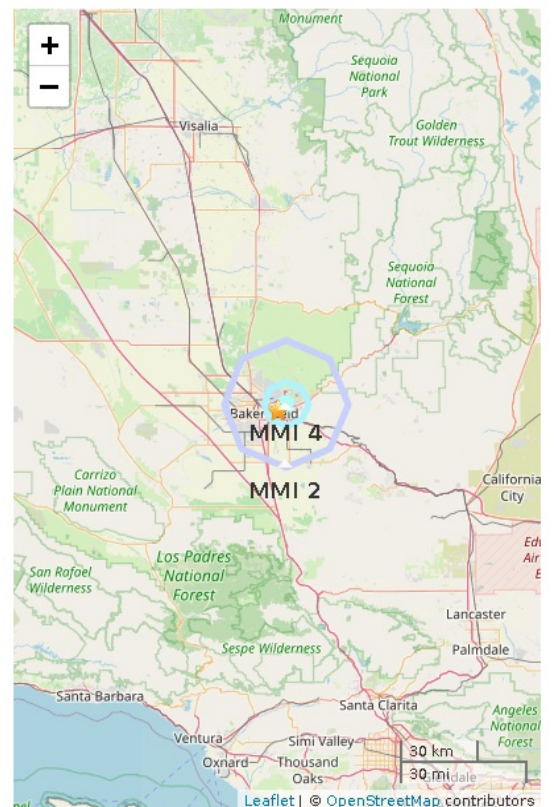 +
−
Monument
Sequoia
National
Park
Visalia
Golden
Trout Wilderness
Sequoia
National
Forest
Bakersfield
MMI 4
MMI 2
Carrizo
Plain National
Monument
California
City
Los Padres
National
Forest
San Rafael
Wilderness
Sespe Wilderness
Lancaster
Palmdale
Santa Barbara
Santa Clarita
Angeles
National
Forest
Ventura
Simi Valley
Oxnard
Thousand
Oaks
30 km
30 mi
Leaflet | © OpenStreetMap contributors